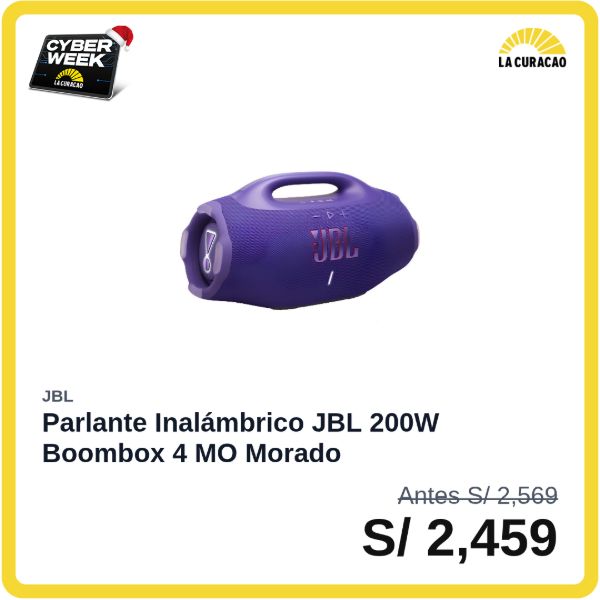 CYBER
WEEK
LA CURACAO
LA CURACAO
JBL
JBL
Parlante Inalámbrico JBL 200W
Boombox 4 MO Morado
Antes S/ 2,569
S/ 2,459